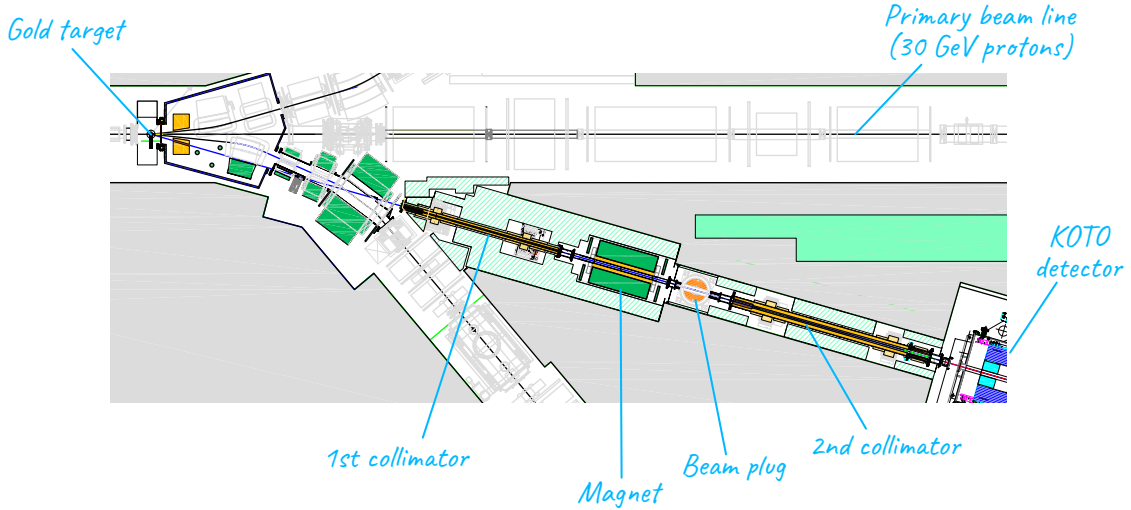 Gold target
Primary beam line
(30 GeV protons)
KOTO
detector
1st collimator
Magnet
Beam plug
2nd collimator